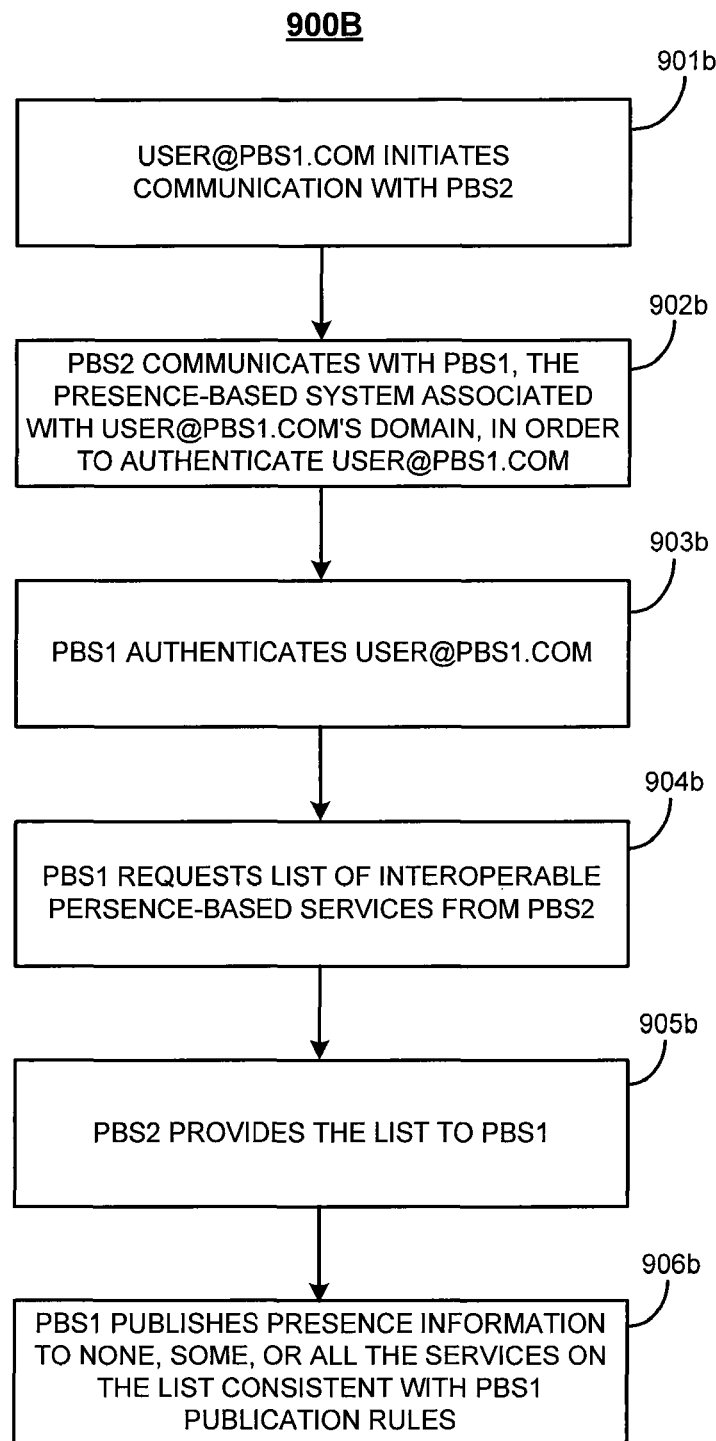 900B
901b
USER@PBS1.COM INITIATES
COMMUNICATION WITH PBS2
902b
PBS2 COMMUNICATES WITH PBS1, THE
PRESENCE-BASED SYSTEM ASSOCIATED
WITH USER@PBS1.COM'S DOMAIN, IN ORDER
TO AUTHENTICATE USER@PBS1.COM
903b
PBS1 AUTHENTICATES USER@PBS1.COM
904b
PBS1 REQUESTS LIST OF INTEROPERABLE
PERSENCE-BASED SERVICES FROM PBS2
905b
PBS2 PROVIDES THE LIST TO PBS1
906b
PBS1 PUBLISHES PRESENCE INFORMATION
TO NONE, SOME, OR ALL THE SERVICES ON
THE LIST CONSISTENT WITH PBS1
PUBLICATION RULES